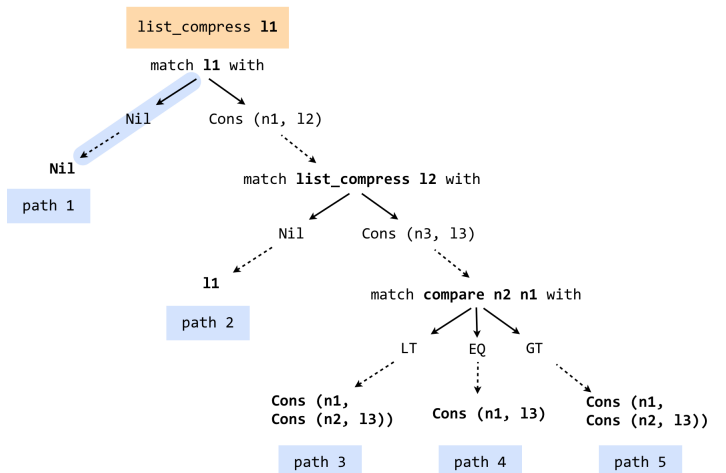 list_compress l1
match l1 with
Nil
Cons (n1, l2)
Nil
path 1
match list_compress l2 with
Nil
Cons (n3, l3)
l1
path 2
match compare n2 n1 with
LT
EQ
GT
Cons (n1,
Cons (n2, l3))
path 3
Cons (n1, l3)
path 4
Cons (n1,
Cons (n2, l3))
path 5